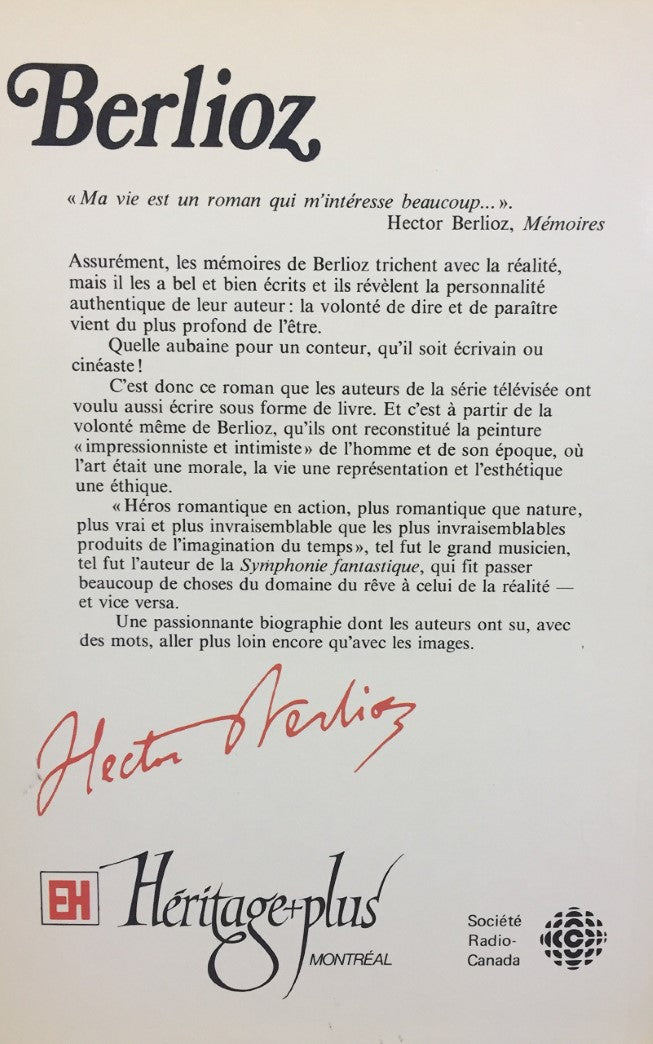 Berlioz
« Ma vie est un roman qui m'intéresse beaucoup... ».
Hector Berlioz, Mémoires
Assurément, les mémoires de Berlioz trichent avec la réalité,
mais il les a bel et bien écrits et ils révèlent la personnalité
authentique de leur auteur : la volonté de dire et de paraître
vient du plus profond de l'être.
Quelle aubaine pour un conteur, qu'il soit écrivain ou
cinéaste !
C'est donc ce roman que les auteurs de la série télévisée ont
voulu aussi écrire sous forme de livre. Et c'est à partir de la
volonté même de Berlioz, qu'ils ont reconstitué la peinture
« impressionniste et intimiste » de l'homme et de son époque, où
l'art était une morale, la vie une représentation et l'esthétique
une éthique.
« Héros romantique en action, plus romantique que nature,
plus vrai et plus invraisemblable que les plus invraisemblables
produits de l'imagination du temps », tel fut le grand musicien,
tel fut l'auteur de la Symphonie fantastique, qui fit passer
beaucoup de choses du domaine du rêve à celui de la réalité —
et vice versa.
Une passionnante biographie dont les auteurs ont su, avec
des mots, aller plus loin encore qu'avec les images.
Hector Berlioz
EH Héritage+plus
MONTRÉAL
Société
Radio-
Canada